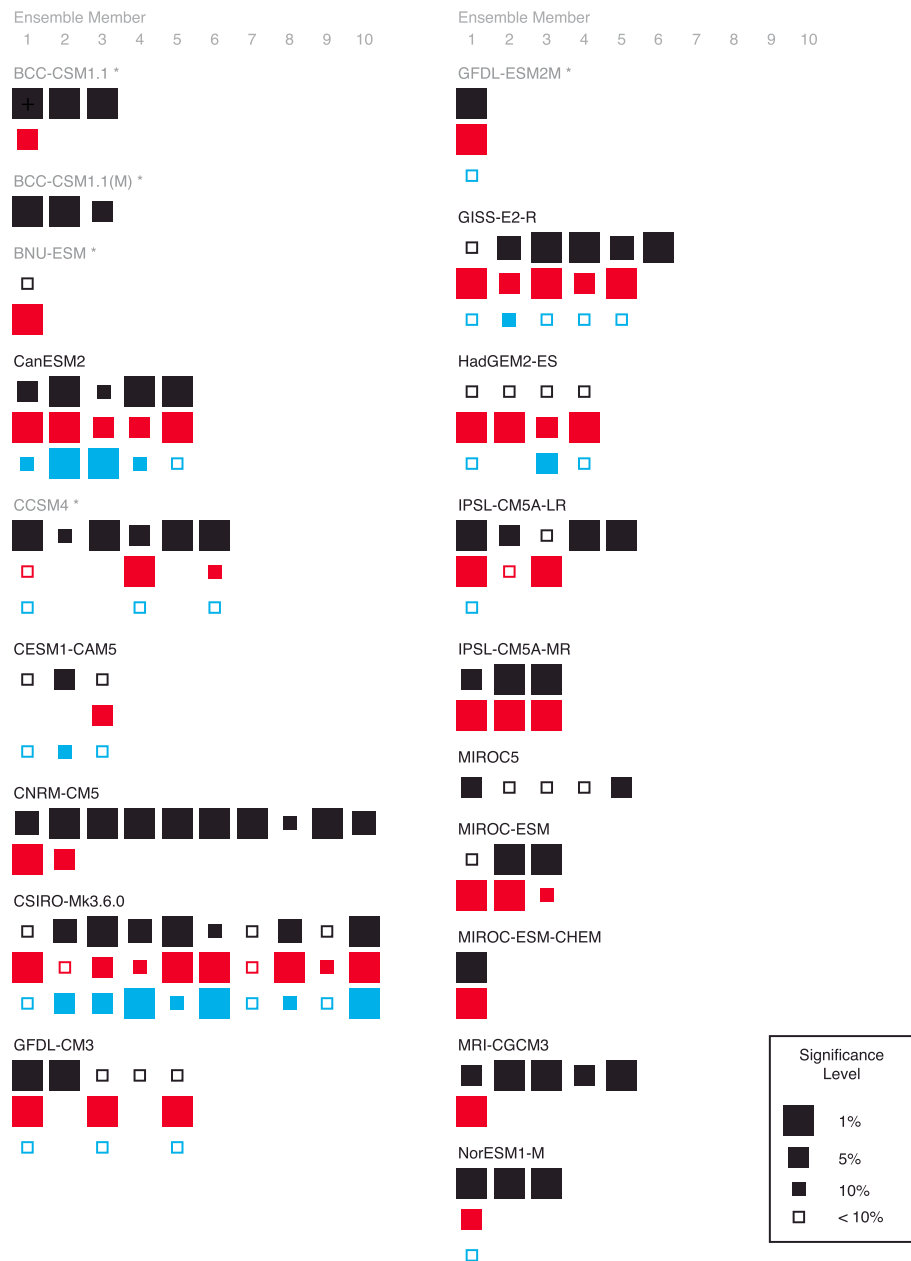 Ensemble Member
1 2 3 4 5 6 7 8 9 10
BCC-CSM1.1 *
BCC-CSM1.1(M) *
BNU-ESM *
CanESM2
CCSM4 *
CESM1-CAM5
CNRM-CM5
CSIRO-Mk3.6.0
GFDL-CM3
Ensemble Member
1 2 3 4 5 6 7 8 9 10
GFDL-ESM2M *
GISS-E2-R
HadGEM2-ES
IPSL-CM5A-LR
IPSL-CM5A-MR
MIROC5
MIROC-ESM
MIROC-ESM-CHEM
MRI-CGCM3
NorESM1-M
Significance
Level
1%
5%
10%
< 10%